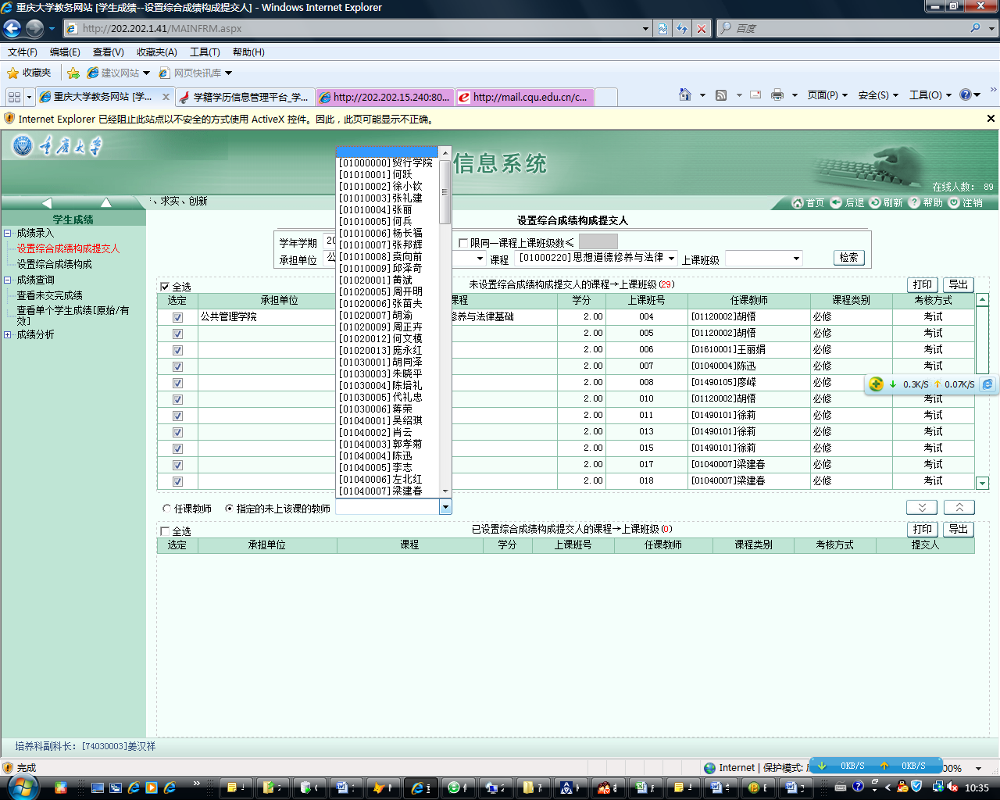 重庆大学教务网站 [学生成绩--设置综合成绩构成提交人] - Windows Internet Explorer
http://202.202.1.41/MAINFRM.aspx
百度
文件(F) 编辑(E) 查看(V) 收藏夹(A) 工具(T) 帮助(H)
收藏夹 建议网站 网页快讯库
重庆大学教务网站 [学... 学籍学历信息管理平台_学... http://202.202.15.240:80... http://mail.cqu.edu.cn/c...
页面(P) 安全(S) 工具(O)
Internet Explorer 已经阻止此站点以不安全的方式使用 ActiveX 控件。因此，此页可能显示不正确。
重庆大学
信息系统
在线人数： 89
、求实、创新
首页 后退 刷新 帮助 注销
学生成绩
成绩录入
设置综合成绩构成提交人
设置综合成绩构成
成绩查询
查看未交完成绩
查看单个学生成绩[原始/有
效]
成绩分析
设置综合成绩构成提交人
学年学期 20 限同一课程上课班级数≤
承担单位 公 课程 [01000220]思想道德修养与法律 上课班级 检索
全选 未设置综合成绩构成提交人的课程→上课班级(29) 打印 导出
选定 承担单位 课程 学分 上课班号 任课教师 课程类别 考核方式
公共管理学院 修养与法律基础 2.00 004 [01120002]胡悟 必修 考试
2.00 005 [01120002]胡悟 必修 考试
2.00 006 [01610001]王丽娟 必修 考试
2.00 007 [01040004]陈迅 必修 考试
2.00 008 [01490105]廖嵘 必修
2.00 010 [01120002]胡悟 必修 考试
2.00 011 [01490101]徐莉 必修 考试
2.00 013 [01490101]徐莉 必修 考试
2.00 015 [01490101]徐莉 必修 考试
2.00 017 [01040007]梁建春 必修 考试
2.00 018 [01040007]梁建春 必修 考试
0.3K/S 0.07K/S
[01000000]贸行学院
[01010001]何跃
[01010002]徐小钦
[01010003]张礼建
[01010004]张丽
[01010005]何兵
[01010006]杨长福
[01010007]张邦辉
[01010008]贲向前
[01010009]邱泽奇
[01020001]黄斌
[01020005]周开明
[01020006]张苗夫
[01020007]胡渝
[01020009]周正卉
[01020012]何文模
[01020013]庞永红
[01030001]胡同泽
[01030003]朱晓平
[01030004]陈培礼
[01030005]代礼忠
[01030006]蒋荣
[01040001]吴绍琪
[01040002]肖云
[01040003]郭孝菊
[01040004]陈迅
[01040005]李志
[01040006]左北红
[01040007]梁建春
任课教师 指定的未上该课的教师
全选 已设置综合成绩构成提交人的课程→上课班级(0) 打印 导出
选定 承担单位 课程 学分 上课班号 任课教师 课程类别 考核方式 提交人
培养科副科长：[74030003]姜汉祥
完成 Internet | 保护模式: 0KB/S 0KB/S 00%
10:35